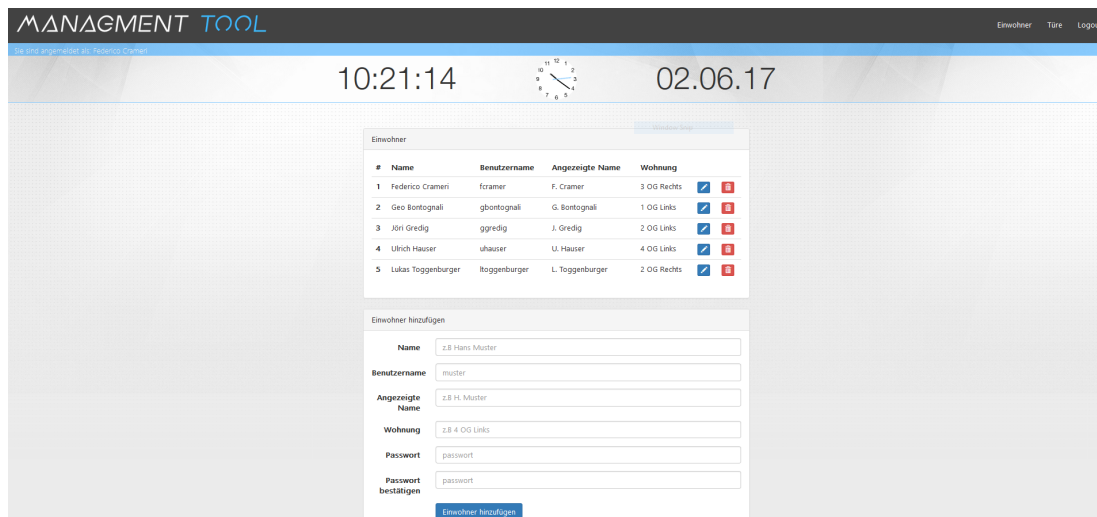 MANAGMENT TOOL
Einwohner Türe Logou
Sie sind angemeldet als: Federico Crameri
10:21:14
12 1 2 3 4 5 6 7 8 9 10 11
02.06.17
Einwohner
# Name Benutzername Angezeigte Name Wohnung
1 Federico Crameri fcramer F. Cramer 3 OG Rechts
2 Geo Bontognali gbontognali G. Bontognali 1 OG Links
3 Jöri Gredig ggredig J. Gredig 2 OG Links
4 Ulrich Hauser uhauser U. Hauser 4 OG Links
5 Lukas Toggenburger ltoggenburger L. Toggenburger 2 OG Rechts
Einwohner hinzufügen
Name z.B Hans Muster
Benutzername muster
Angezeigte Name z.B H. Muster
Wohnung z.B 4 OG Links
Passwort passwort
Passwort bestätigen passwort
Einwohner hinzufügen